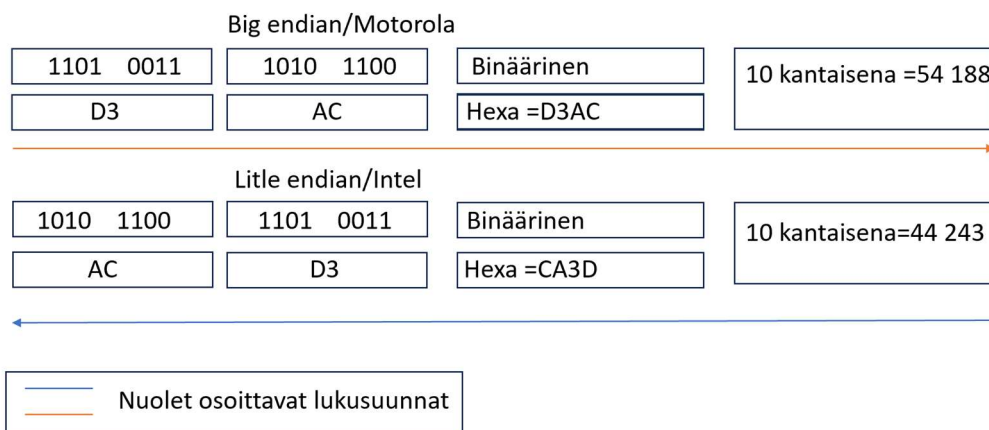 Big endian/Motorola
1101 0011 1010 1100 Binäärinen 10 kantaisena =54 188
D3 AC Hexa =D3AC
Litle endian/Intel
1010 1100 1101 0011 Binäärinen 10 kantaisena=44 243
AC D3 Hexa =CA3D
Nuolet osoittavat lukusuunnat